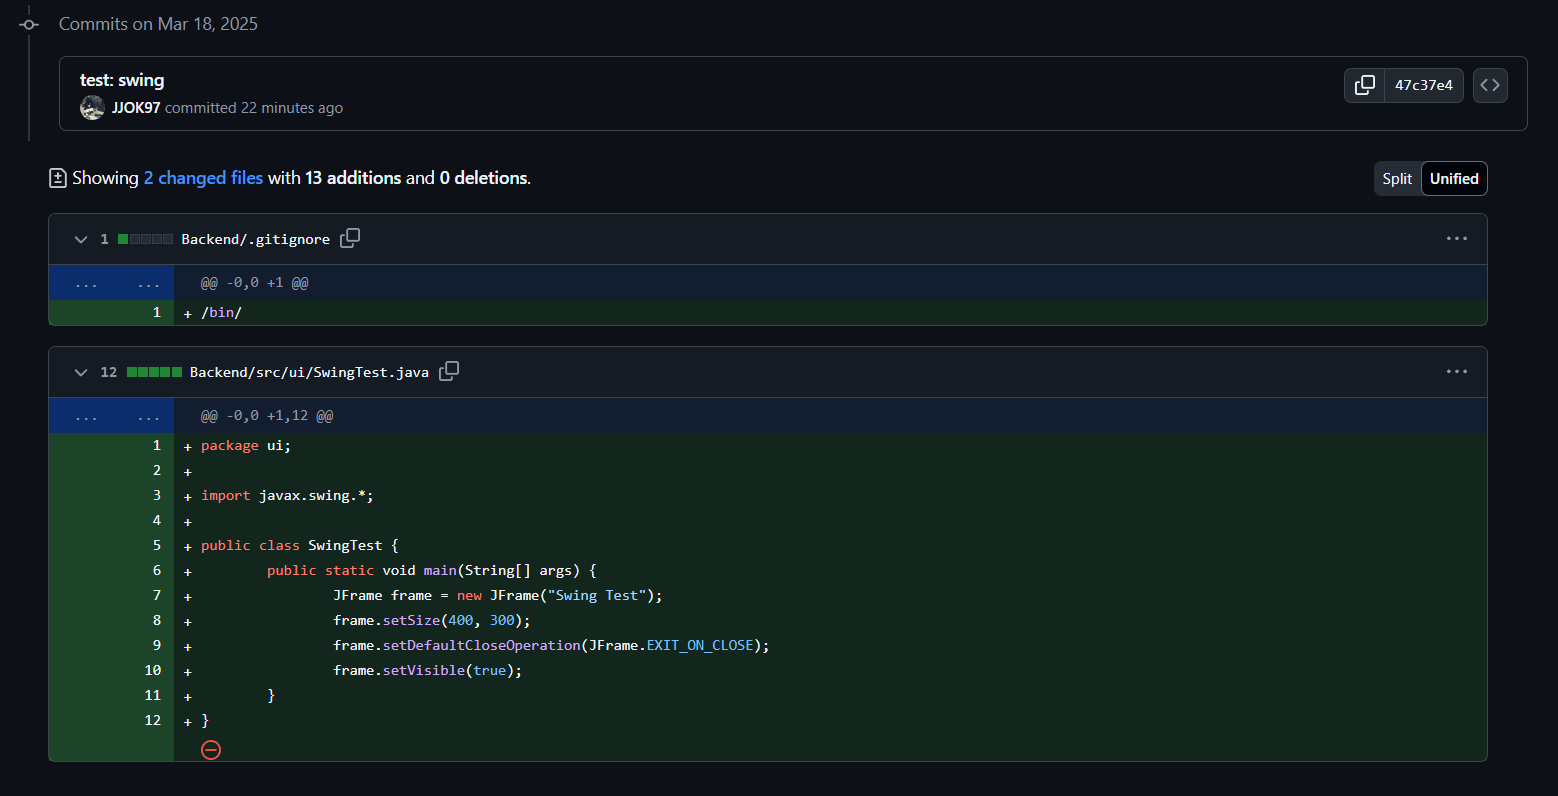 Commits on Mar 18, 2025
test: swing
JJOK97 committed 22 minutes ago
47c37e4
Showing 2 changed files with 13 additions and 0 deletions.
Split
Unified
1 Backend/.gitignore
... ... @@ -0,0 +1 @@
1 + /bin/
12 Backend/src/ui/SwingTest.java
... ... @@ -0,0 +1,12 @@
1 + package ui;
2 +
3 + import javax.swing.*;
4 +
5 + public class SwingTest {
6 + public static void main(String[] args) {
7 + JFrame frame = new JFrame("Swing Test");
8 + frame.setSize(400, 300);
9 + frame.setDefaultCloseOperation(JFrame.EXIT_ON_CLOSE);
10 + frame.setVisible(true);
11 + }
12 + }